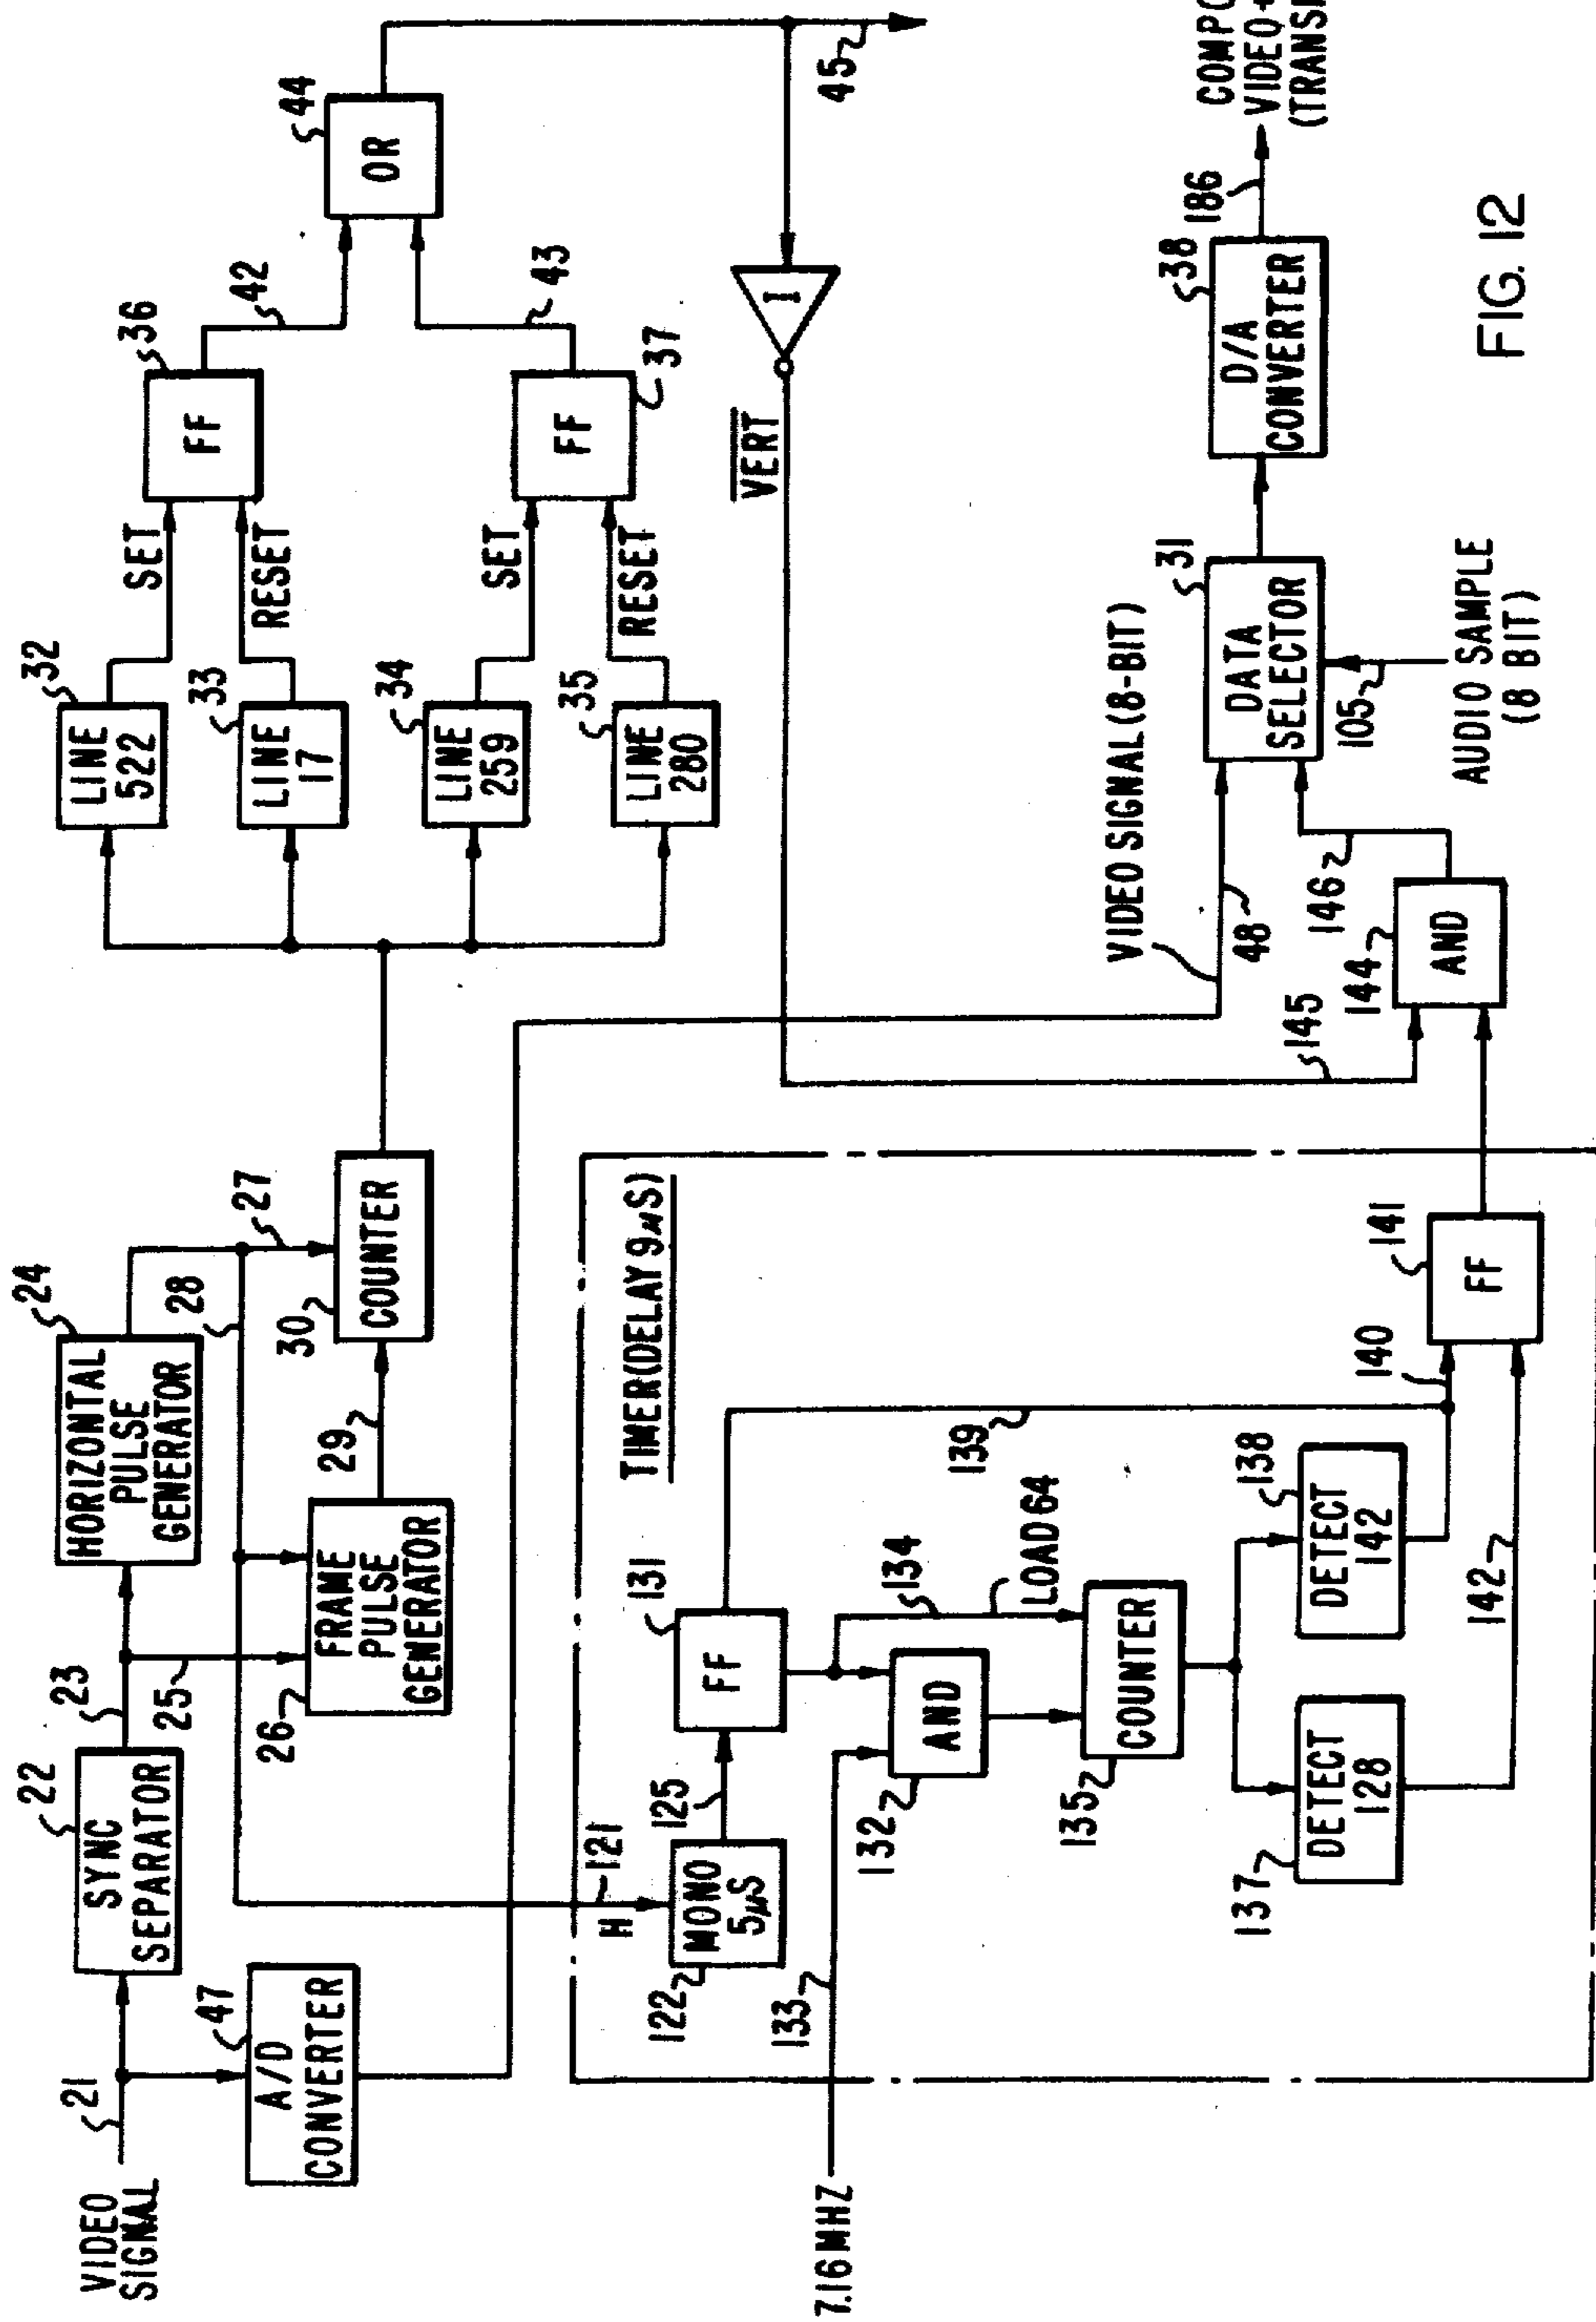 VIDEO
SIGNAL
21
SYNC
SEPARATOR
22
23
25
HORIZONTAL
PULSE
GENERATOR
24
28
27
FRAME
PULSE
GENERATOR
26
29
COUNTER
30
A/D
CONVERTER
47
LINE
522
32
LINE
17
33
LINE
259
34
LINE
280
35
SET
RESET
FF
36
SET
RESET
FF
37
42
43
OR
44
45
I
VERT
TIMER(DELAY 9μS)
H
121
MONO
5μS
122
125
FF
131
7.16MHZ
133
AND
132
134
LOAD 64
COUNTER
135
DETECT
128
137
DETECT
142
138
139
140
142
FF
141
145
AND
144
146
VIDEO SIGNAL (8-BIT)
48
DATA
SELECTOR
31
105
AUDIO SAMPLE
(8 BIT)
D/A
CONVERTER
38
186
VIDEO+
FIG. 12